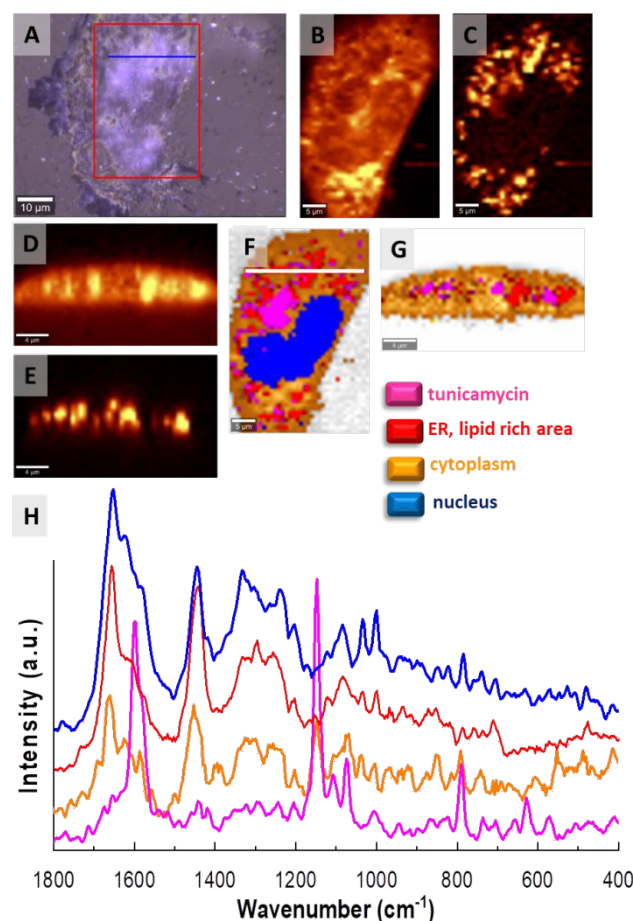 A
B
C
10 µm
5 µm
5 µm
D
F
G
4 µm
4 µm
E
5 µm
4 µm
tunicamycin
ER, lipid rich area
cytoplasm
nucleus
H
Intensity (a.u.)
1800 1600 1400 1200 1000 800 600 400
Wavenumber (cm⁻¹)